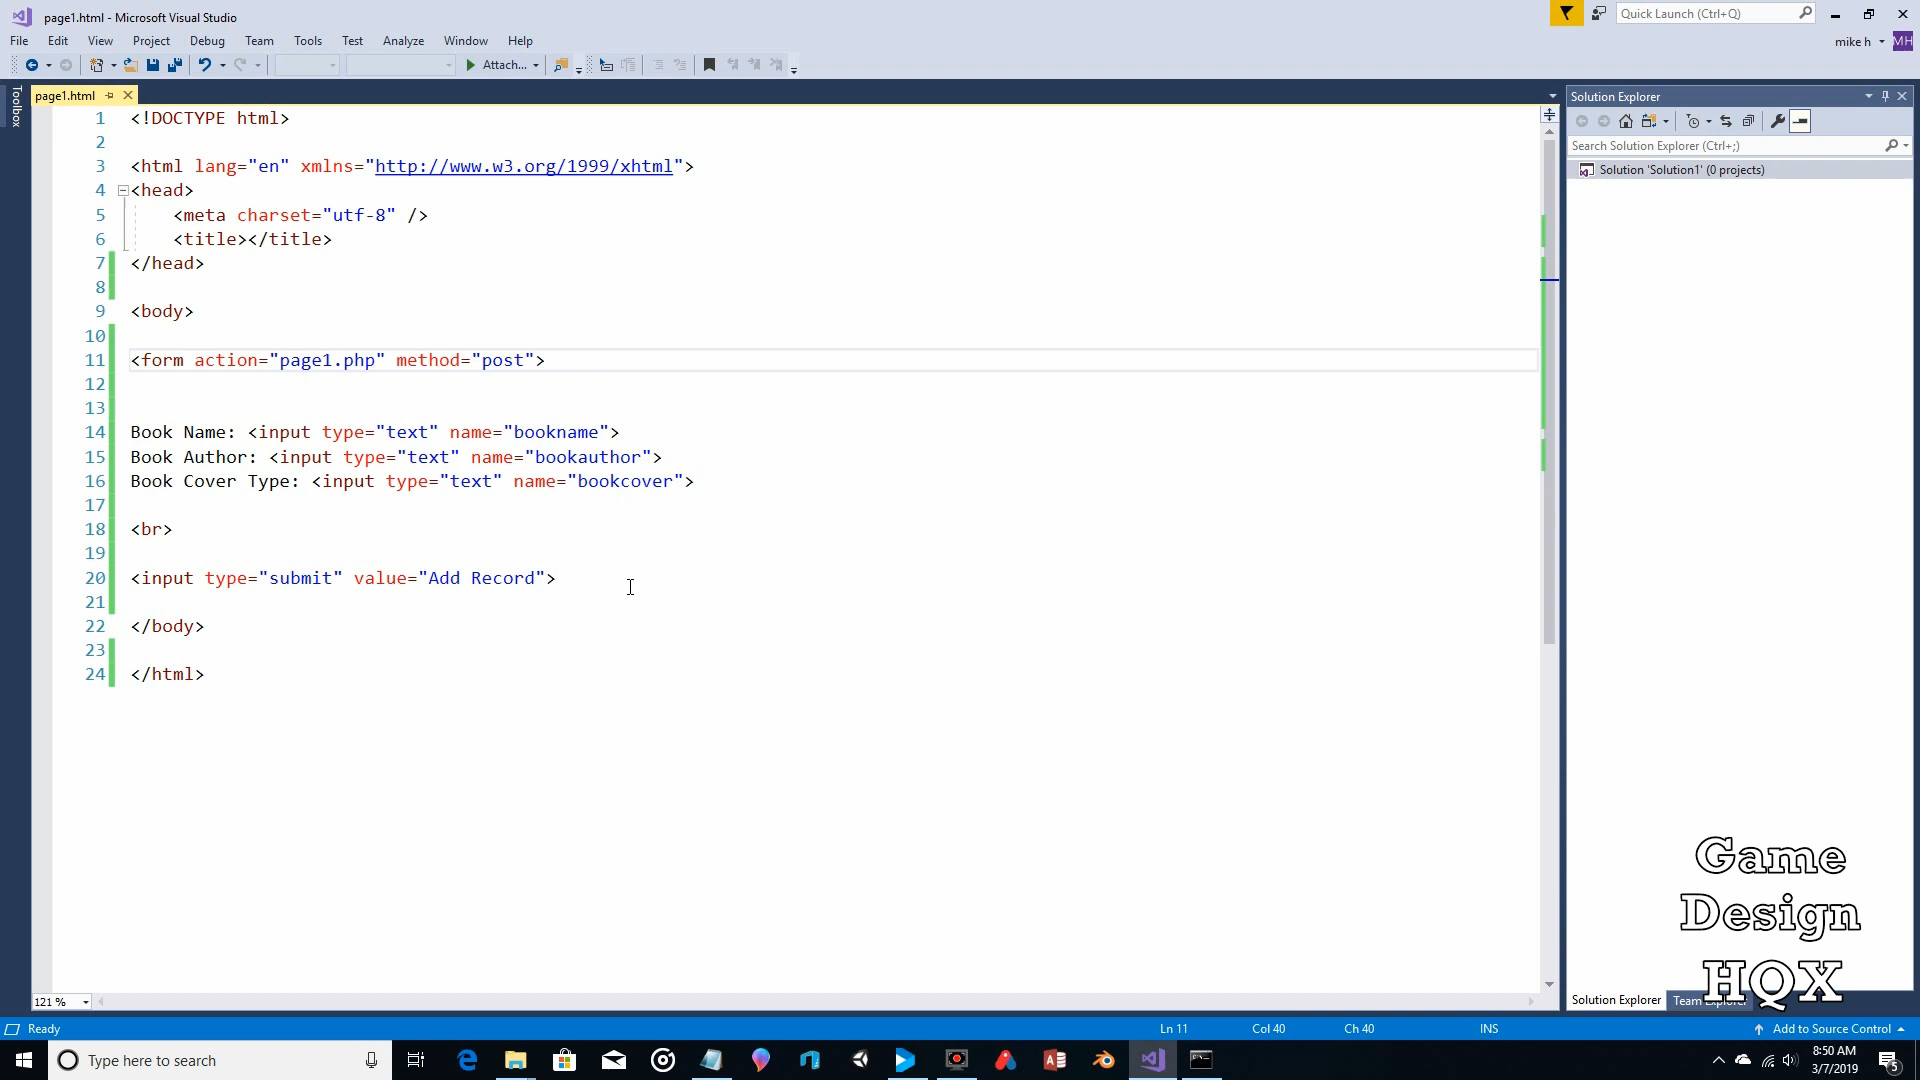 page1.html - Microsoft Visual Studio
Quick Launch (Ctrl+Q)
File Edit View Project Debug Team Tools Test Analyze Window Help
mike h MH
Attach...
Toolbox
page1.html
1 <!DOCTYPE html>
2
3 <html lang="en" xmlns="http://www.w3.org/1999/xhtml">
4 <head>
5 <meta charset="utf-8" />
6 <title></title>
7 </head>
8
9 <body>
10
11 <form action="page1.php" method="post">
12
13
14 Book Name: <input type="text" name="bookname">
15 Book Author: <input type="text" name="bookauthor">
16 Book Cover Type: <input type="text" name="bookcover">
17
18 <br>
19
20 <input type="submit" value="Add Record">
21
22 </body>
23
24 </html>
121 %
Solution Explorer
Search Solution Explorer (Ctrl+;)
Solution 'Solution1' (0 projects)
Game
Design
HQX
Solution Explorer Team Explorer
Ready Ln 11 Col 40 Ch 40 INS Add to Source Control
Type here to search
8:50 AM
3/7/2019
5